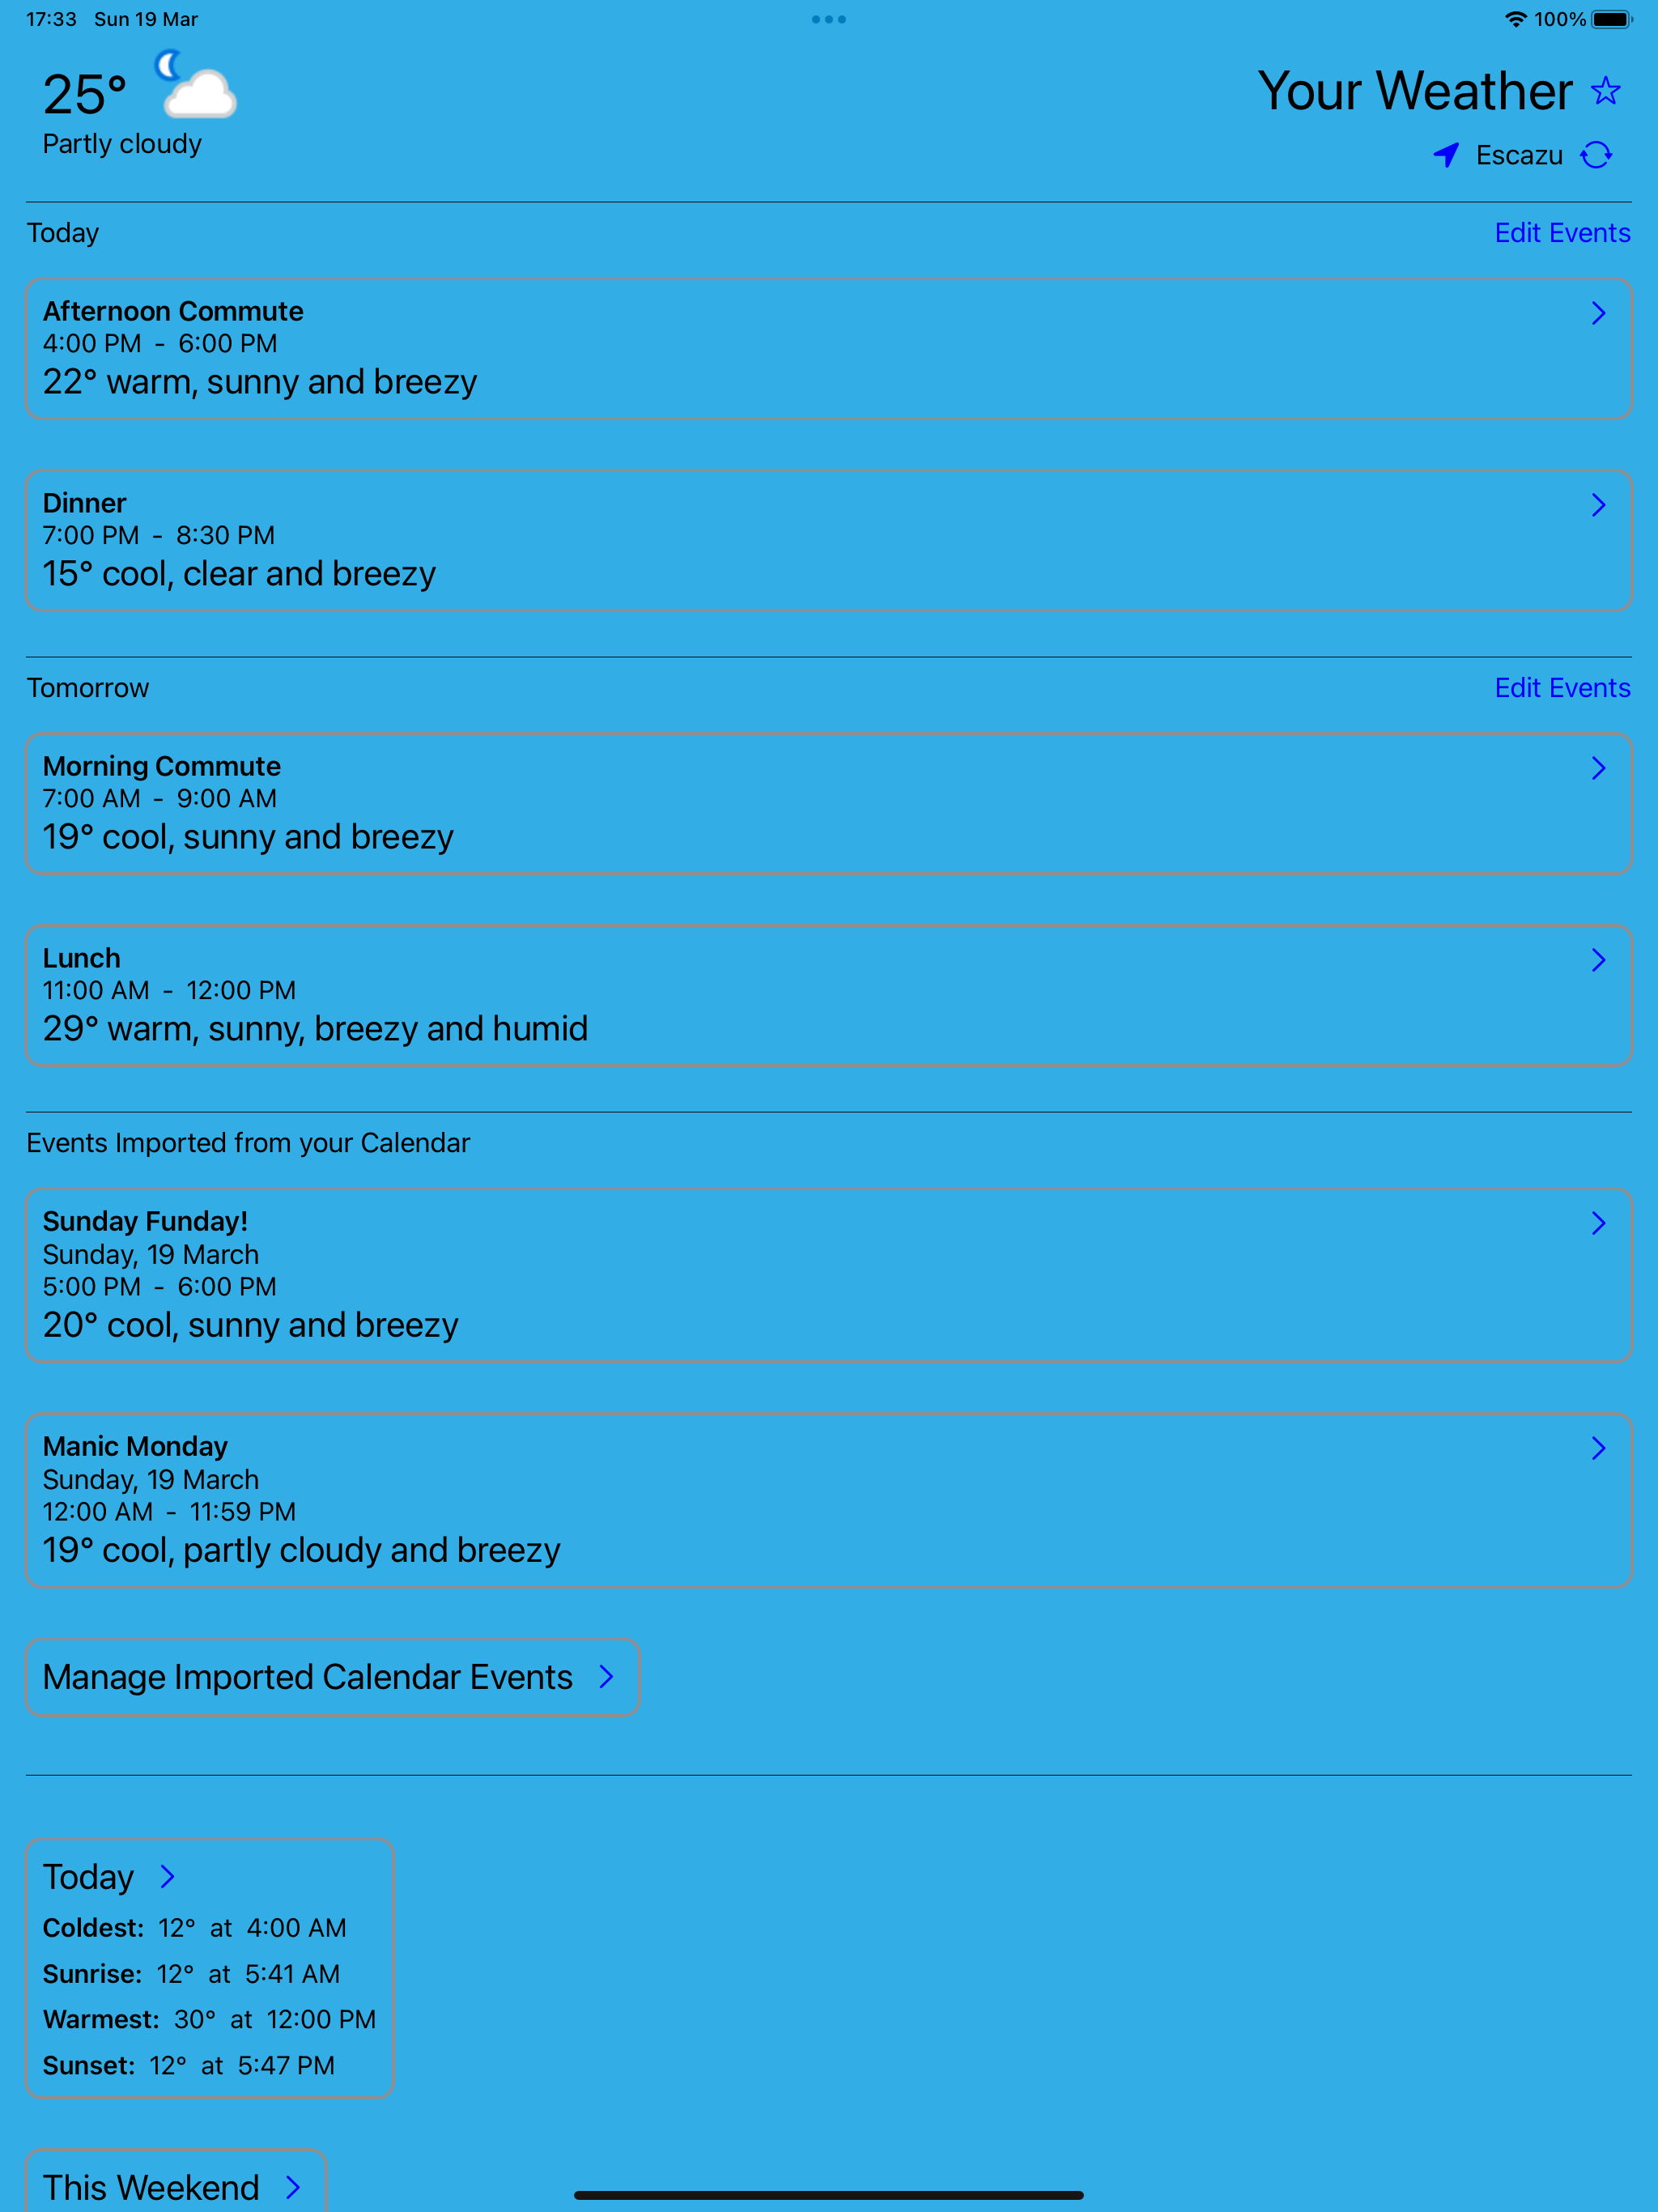 17:33 Sun 19 Mar 100%
25°
Partly cloudy
Your Weather
Escazu
Today Edit Events
Afternoon Commute
4:00 PM - 6:00 PM
22° warm, sunny and breezy
Dinner
7:00 PM - 8:30 PM
15° cool, clear and breezy
Tomorrow Edit Events
Morning Commute
7:00 AM - 9:00 AM
19° cool, sunny and breezy
Lunch
11:00 AM - 12:00 PM
29° warm, sunny, breezy and humid
Events Imported from your Calendar
Sunday Funday!
Sunday, 19 March
5:00 PM - 6:00 PM
20° cool, sunny and breezy
Manic Monday
Sunday, 19 March
12:00 AM - 11:59 PM
19° cool, partly cloudy and breezy
Manage Imported Calendar Events
Today
Coldest: 12° at 4:00 AM
Sunrise: 12° at 5:41 AM
Warmest: 30° at 12:00 PM
Sunset: 12° at 5:47 PM
This Weekend